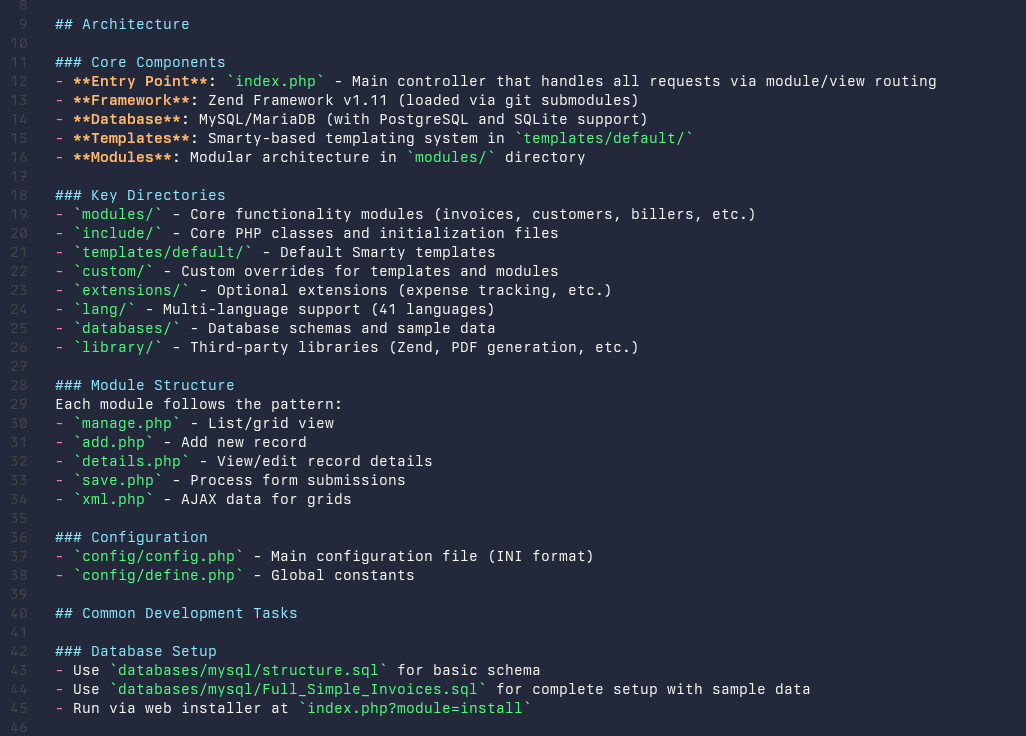 8
9 ## Architecture
10
11 ### Core Components
12 - **Entry Point**: `index.php` - Main controller that handles all requests via module/view routing
13 - **Framework**: Zend Framework v1.11 (loaded via git submodules)
14 - **Database**: MySQL/MariaDB (with PostgreSQL and SQLite support)
15 - **Templates**: Smarty-based templating system in `templates/default/`
16 - **Modules**: Modular architecture in `modules/` directory
17
18 ### Key Directories
19 - `modules/` - Core functionality modules (invoices, customers, billers, etc.)
20 - `include/` - Core PHP classes and initialization files
21 - `templates/default/` - Default Smarty templates
22 - `custom/` - Custom overrides for templates and modules
23 - `extensions/` - Optional extensions (expense tracking, etc.)
24 - `lang/` - Multi-language support (41 languages)
25 - `databases/` - Database schemas and sample data
26 - `library/` - Third-party libraries (Zend, PDF generation, etc.)
27
28 ### Module Structure
29 Each module follows the pattern:
30 - `manage.php` - List/grid view
31 - `add.php` - Add new record
32 - `details.php` - View/edit record details
33 - `save.php` - Process form submissions
34 - `xml.php` - AJAX data for grids
35
36 ### Configuration
37 - `config/config.php` - Main configuration file (INI format)
38 - `config/define.php` - Global constants
39
40 ## Common Development Tasks
41
42 ### Database Setup
43 - Use `databases/mysql/structure.sql` for basic schema
44 - Use `databases/mysql/Full_Simple_Invoices.sql` for complete setup with sample data
45 - Run via web installer at `index.php?module=install`
46